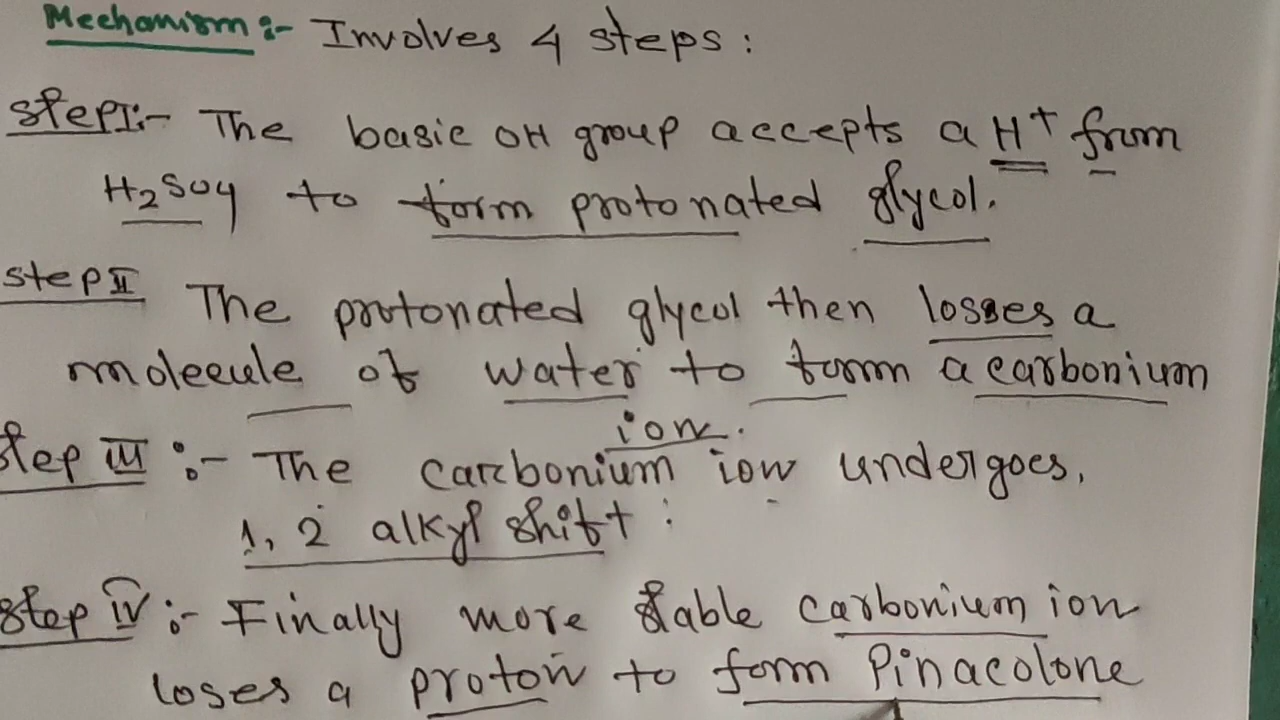 Mechanism:- Involves 4 steps:
Step I:- The basic OH group accepts a H+ from
H2SO4 to form protonated glycol.
step II The protonated glycol then losses a
molecule of water to form a carbonium
ion.
Step III :- The carbonium ion undergoes,
1, 2 alkyl shift :
Step IV :- Finally more stable carbonium ion
loses a proton to form Pinacolone